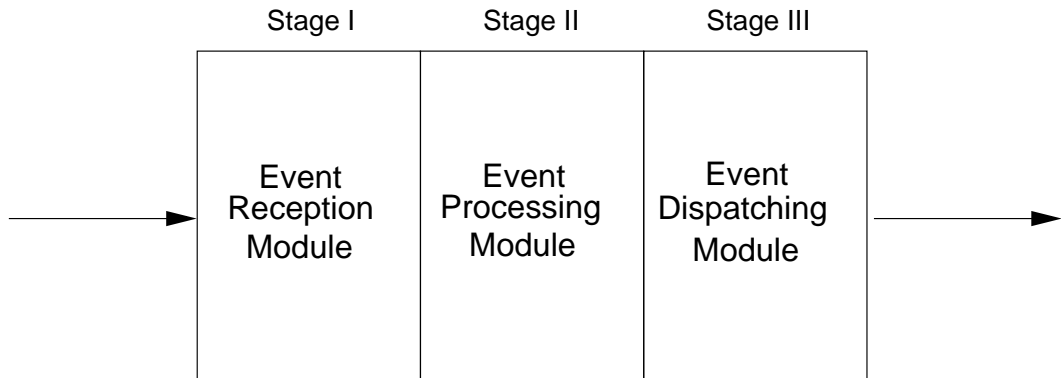 Stage I
Stage II
Stage III
Event
Reception
Module
Event
Processing
Module
Event
Dispatching
Module